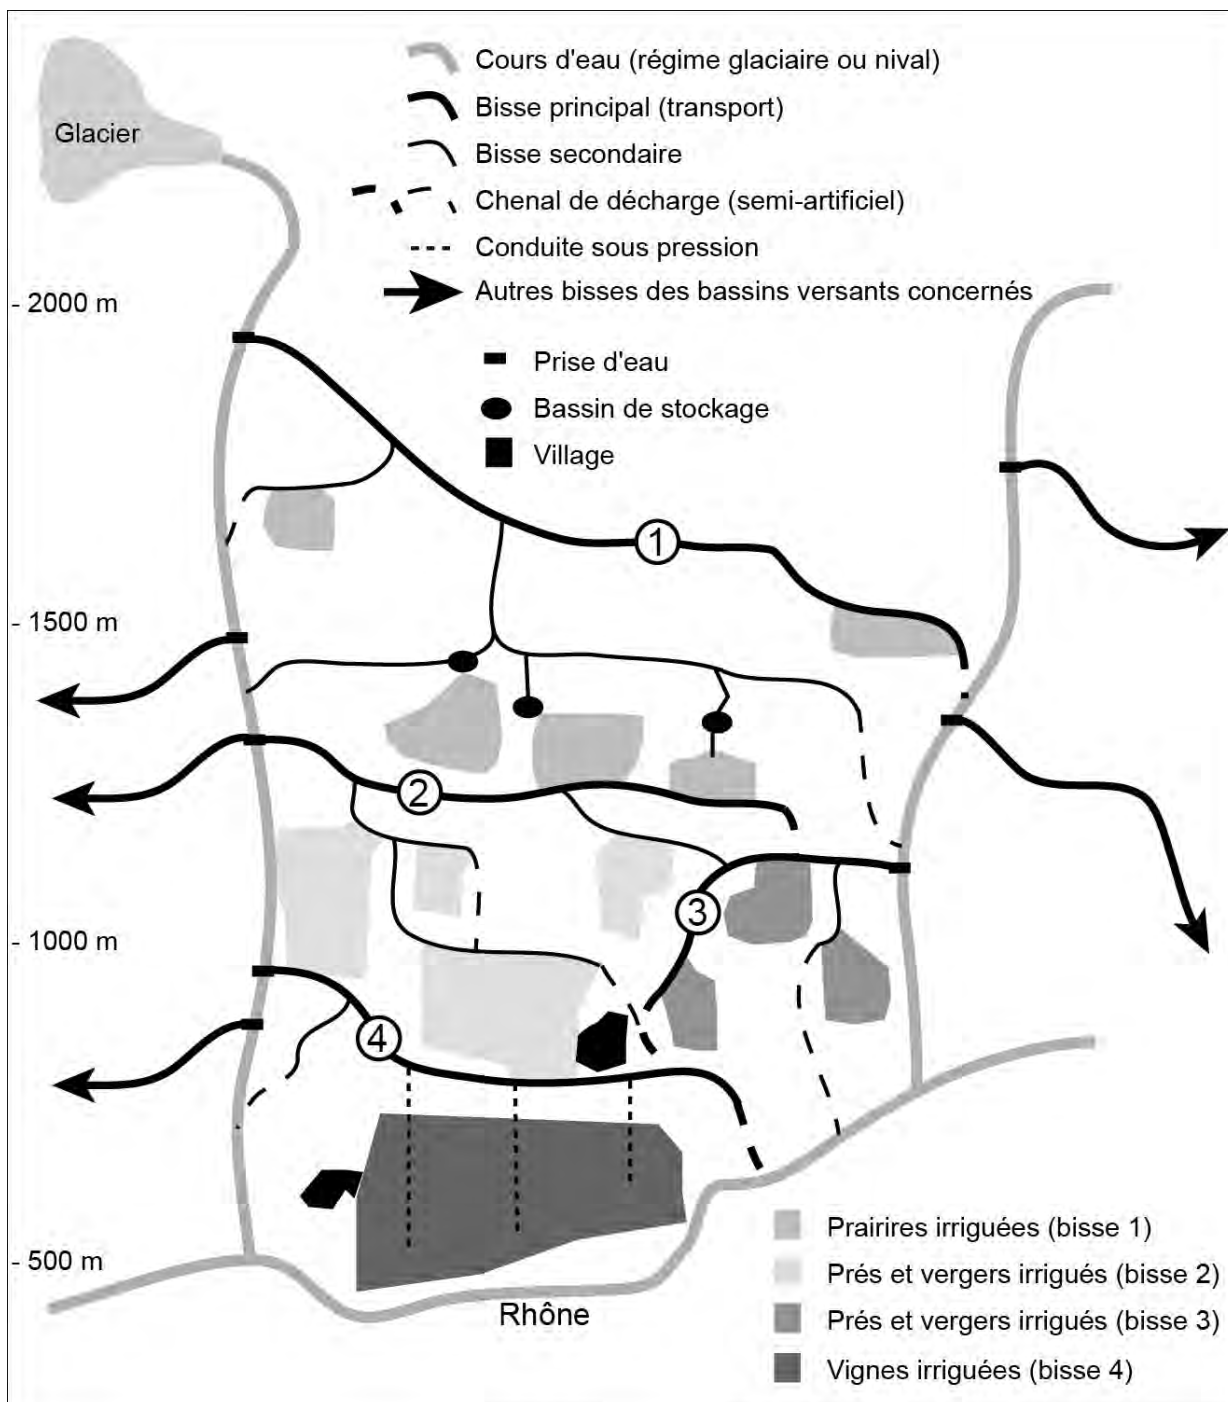 Cours d'eau (régime glaciaire ou nival)
Bisse principal (transport)
Glacier
Bisse secondaire
Chenal de décharge (semi-artificiel)
Conduite sous pression
Autres bisses des bassins versants concernés
- 2000 m
Prise d'eau
Bassin de stockage
Village
1
- 1500 m
2
3
- 1000 m
4
Prairires irriguées (bisse 1)
- 500 m
Prés et vergers irrigués (bisse 2)
Rhône
Prés et vergers irrigués (bisse 3)
Vignes irriguées (bisse 4)